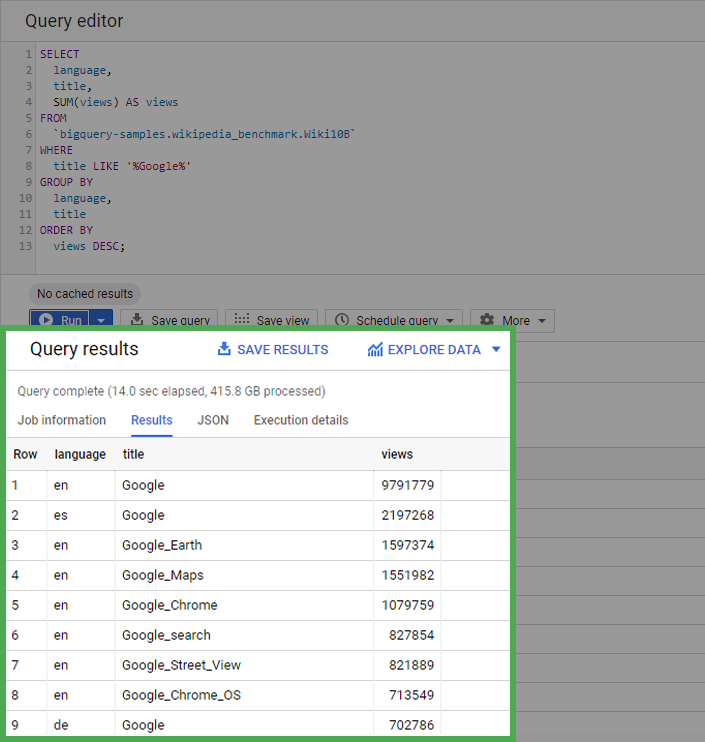 Query editor
1 SELECT
2 language,
3 title,
4 SUM(views) AS views
5 FROM
6 `bigquery-samples.wikipedia_benchmark.Wiki10B`
7 WHERE
8 title LIKE '%Google%'
9 GROUP BY
10 language,
11 title
12 ORDER BY
13 views DESC;
No cached results
Run Save query Save view Schedule query More
Query results SAVE RESULTS EXPLORE DATA
Query complete (14.0 sec elapsed, 415.8 GB processed)
Job information Results JSON Execution details
Row language title views
1 en Google 9791779
2 es Google 2197268
3 en Google_Earth 1597374
4 en Google_Maps 1551982
5 en Google_Chrome 1079759
6 en Google_search 827854
7 en Google_Street_View 821889
8 en Google_Chrome_OS 713549
9 de Google 702786